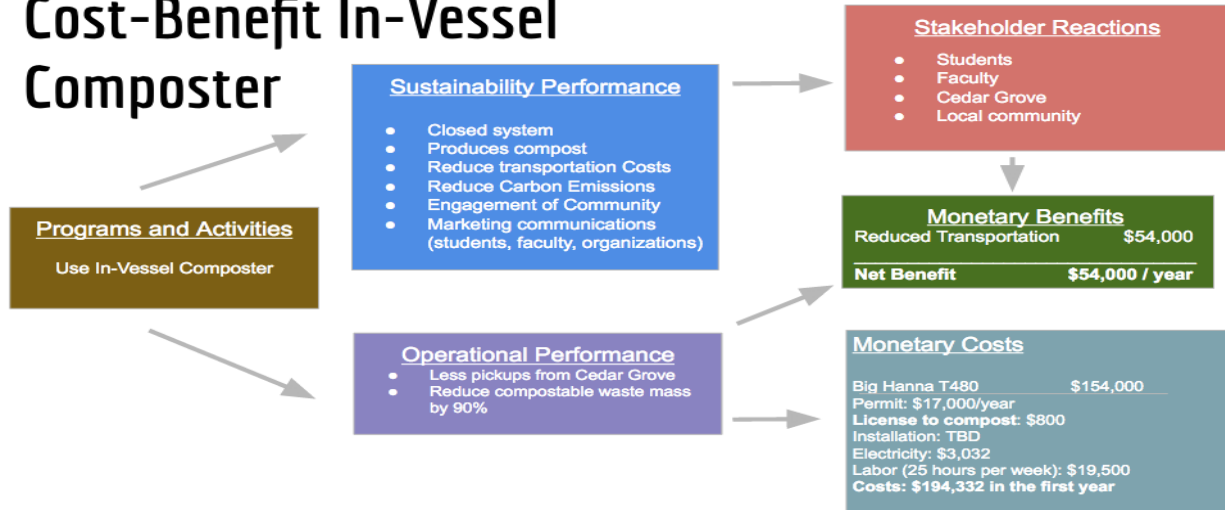 Cost-Benefit In-Vessel
Composter
Programs and Activities
Use In-Vessel Composter
Sustainability Performance
● Closed system
● Produces compost
● Reduce transportation Costs
● Reduce Carbon Emissions
● Engagement of Community
● Marketing communications
(students, faculty, organizations)
Operational Performance
● Less pickups from Cedar Grove
● Reduce compostable waste mass
by 90%
Stakeholder Reactions
● Students
● Faculty
● Cedar Grove
● Local community
Monetary Benefits
Reduced Transportation $54,000
Net Benefit $54,000 / year
Monetary Costs
Big Hanna T480 $154,000
Permit: $17,000/year
License to compost: $800
Installation: TBD
Electricity: $3,032
Labor (25 hours per week): $19,500
Costs: $194,332 in the first year